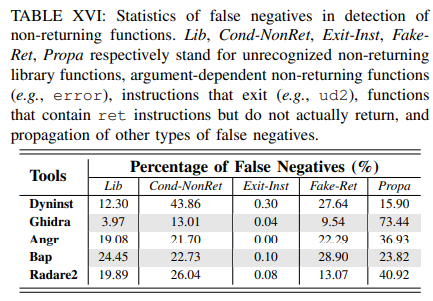 TABLE XVI: Statistics of false negatives in detection of
non-returning functions. Lib, Cond-NonRet, Exit-Inst, Fake-
Ret, Propa respectively stand for unrecognized non-returning
library functions, argument-dependent non-returning functions
(e.g., error), instructions that exit (e.g., ud2), functions
that contain ret instructions but do not actually return, and
propagation of other types of false negatives.
Tools Percentage of False Negatives (%)
Lib Cond-NonRet Exit-Inst Fake-Ret Propa
Dyninst 12.30 43.86 0.30 27.64 15.90
Ghidra 3.97 13.01 0.04 9.54 73.44
Angr 19.08 21.70 0.00 22.29 36.93
Bap 24.45 22.73 0.10 28.90 23.82
Radare2 19.89 26.04 0.08 13.07 40.92